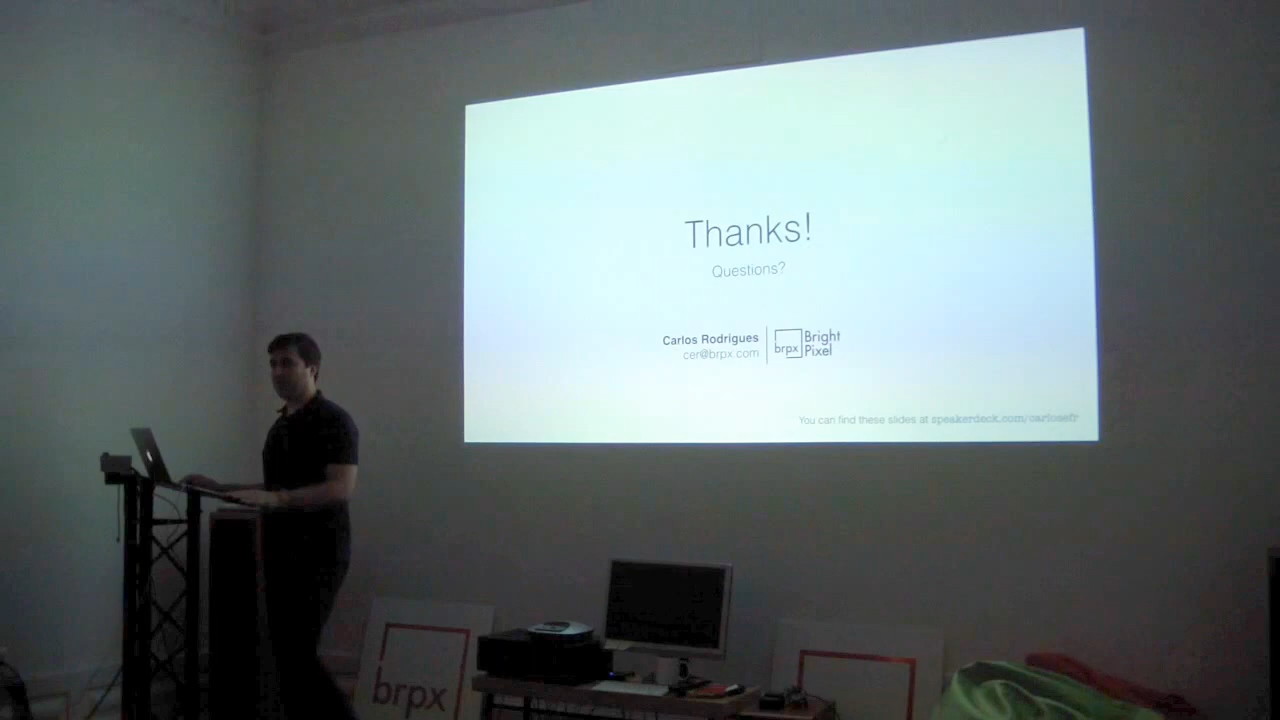 Thanks!
Questions?
Carlos Rodrigues
cer@brpx.com
brpx
Bright
Pixel
You can find these slides at speakerdeck.com/carlosefr
brpx